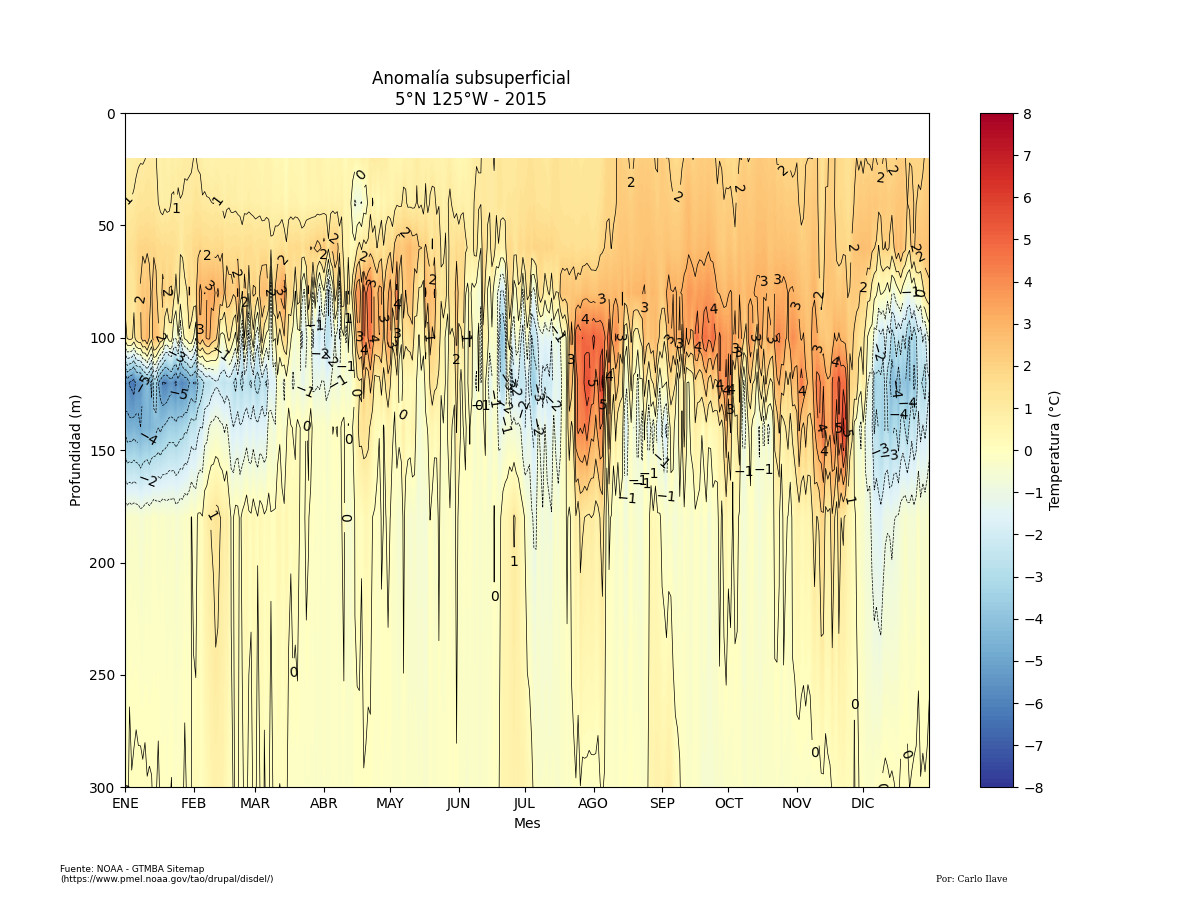 Anomalía subsuperficial
5°N 125°W - 2015
Profundidad (m)
0
50
100
150
200
250
300
ENE FEB MAR ABR MAY JUN JUL AGO SEP OCT NOV DIC
Mes
8
7
6
5
4
3
2
1
0
−1
−2
−3
−4
−5
−6
−7
−8
Temperatura (°C)
Fuente: NOAA - GTMBA Sitemap
(https://www.pmel.noaa.gov/tao/drupal/disdel/)
Por: Carlo Ilave